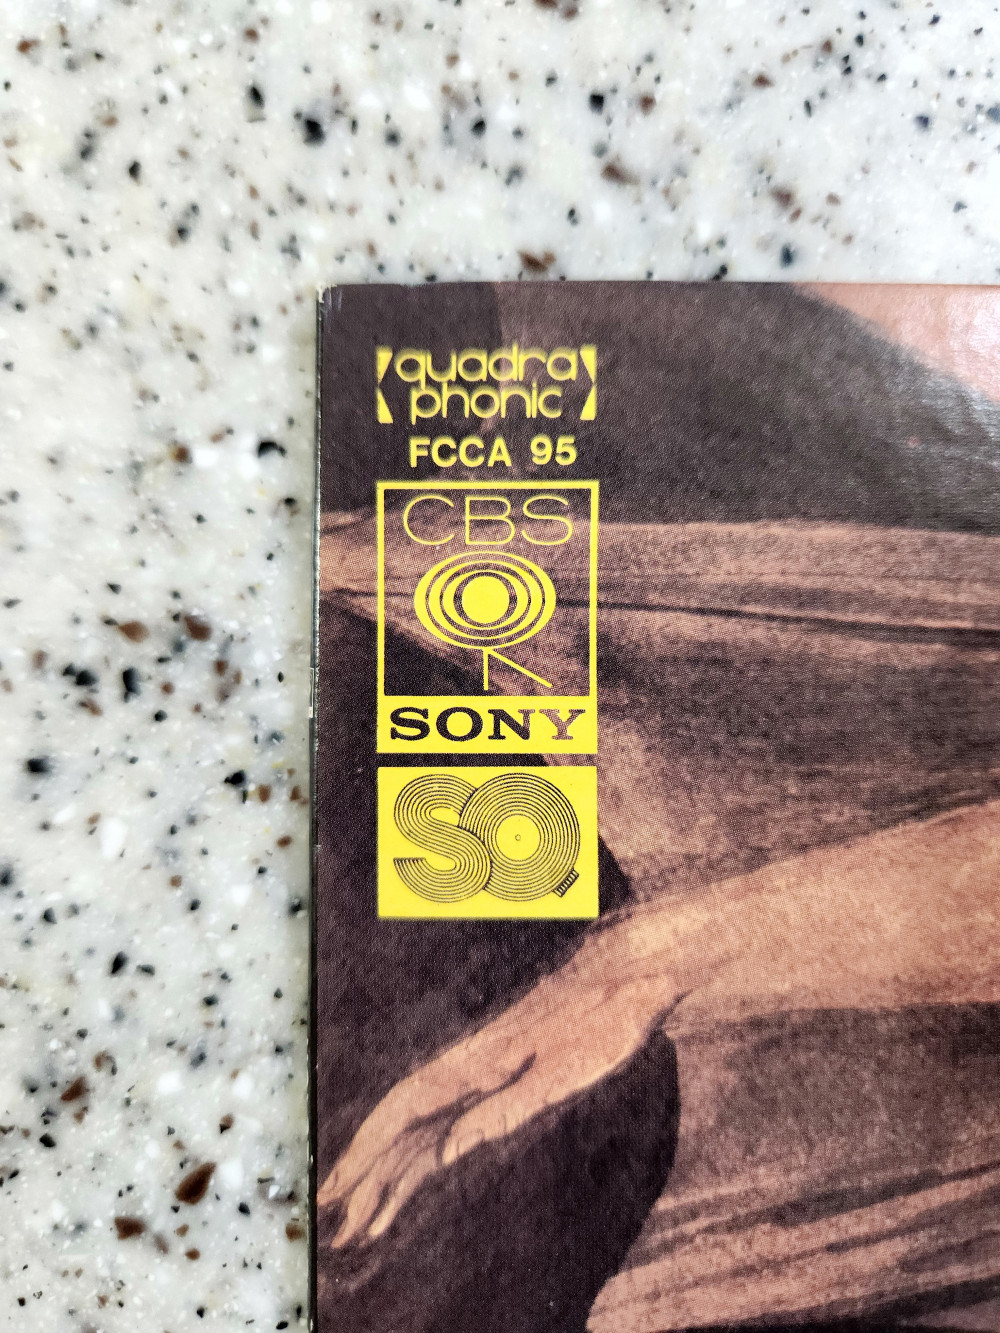 quadra
phonic
FCCA 95
CBS
SONY
SQ